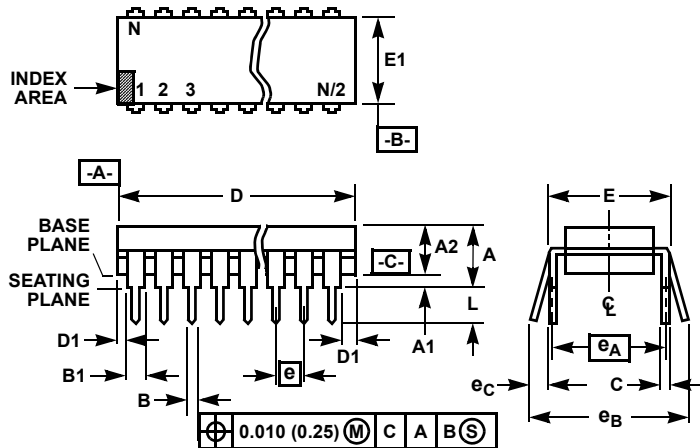 N
E1
INDEX
AREA
1 2 3 N/2
-B-
-A-
D
E
BASE
PLANE
A2
A
-C-
SEATING
PLANE
L
C
L
D1
A1
D1
eA
B1
e
eC
C
B
eB
0.010 (0.25) M C A B S